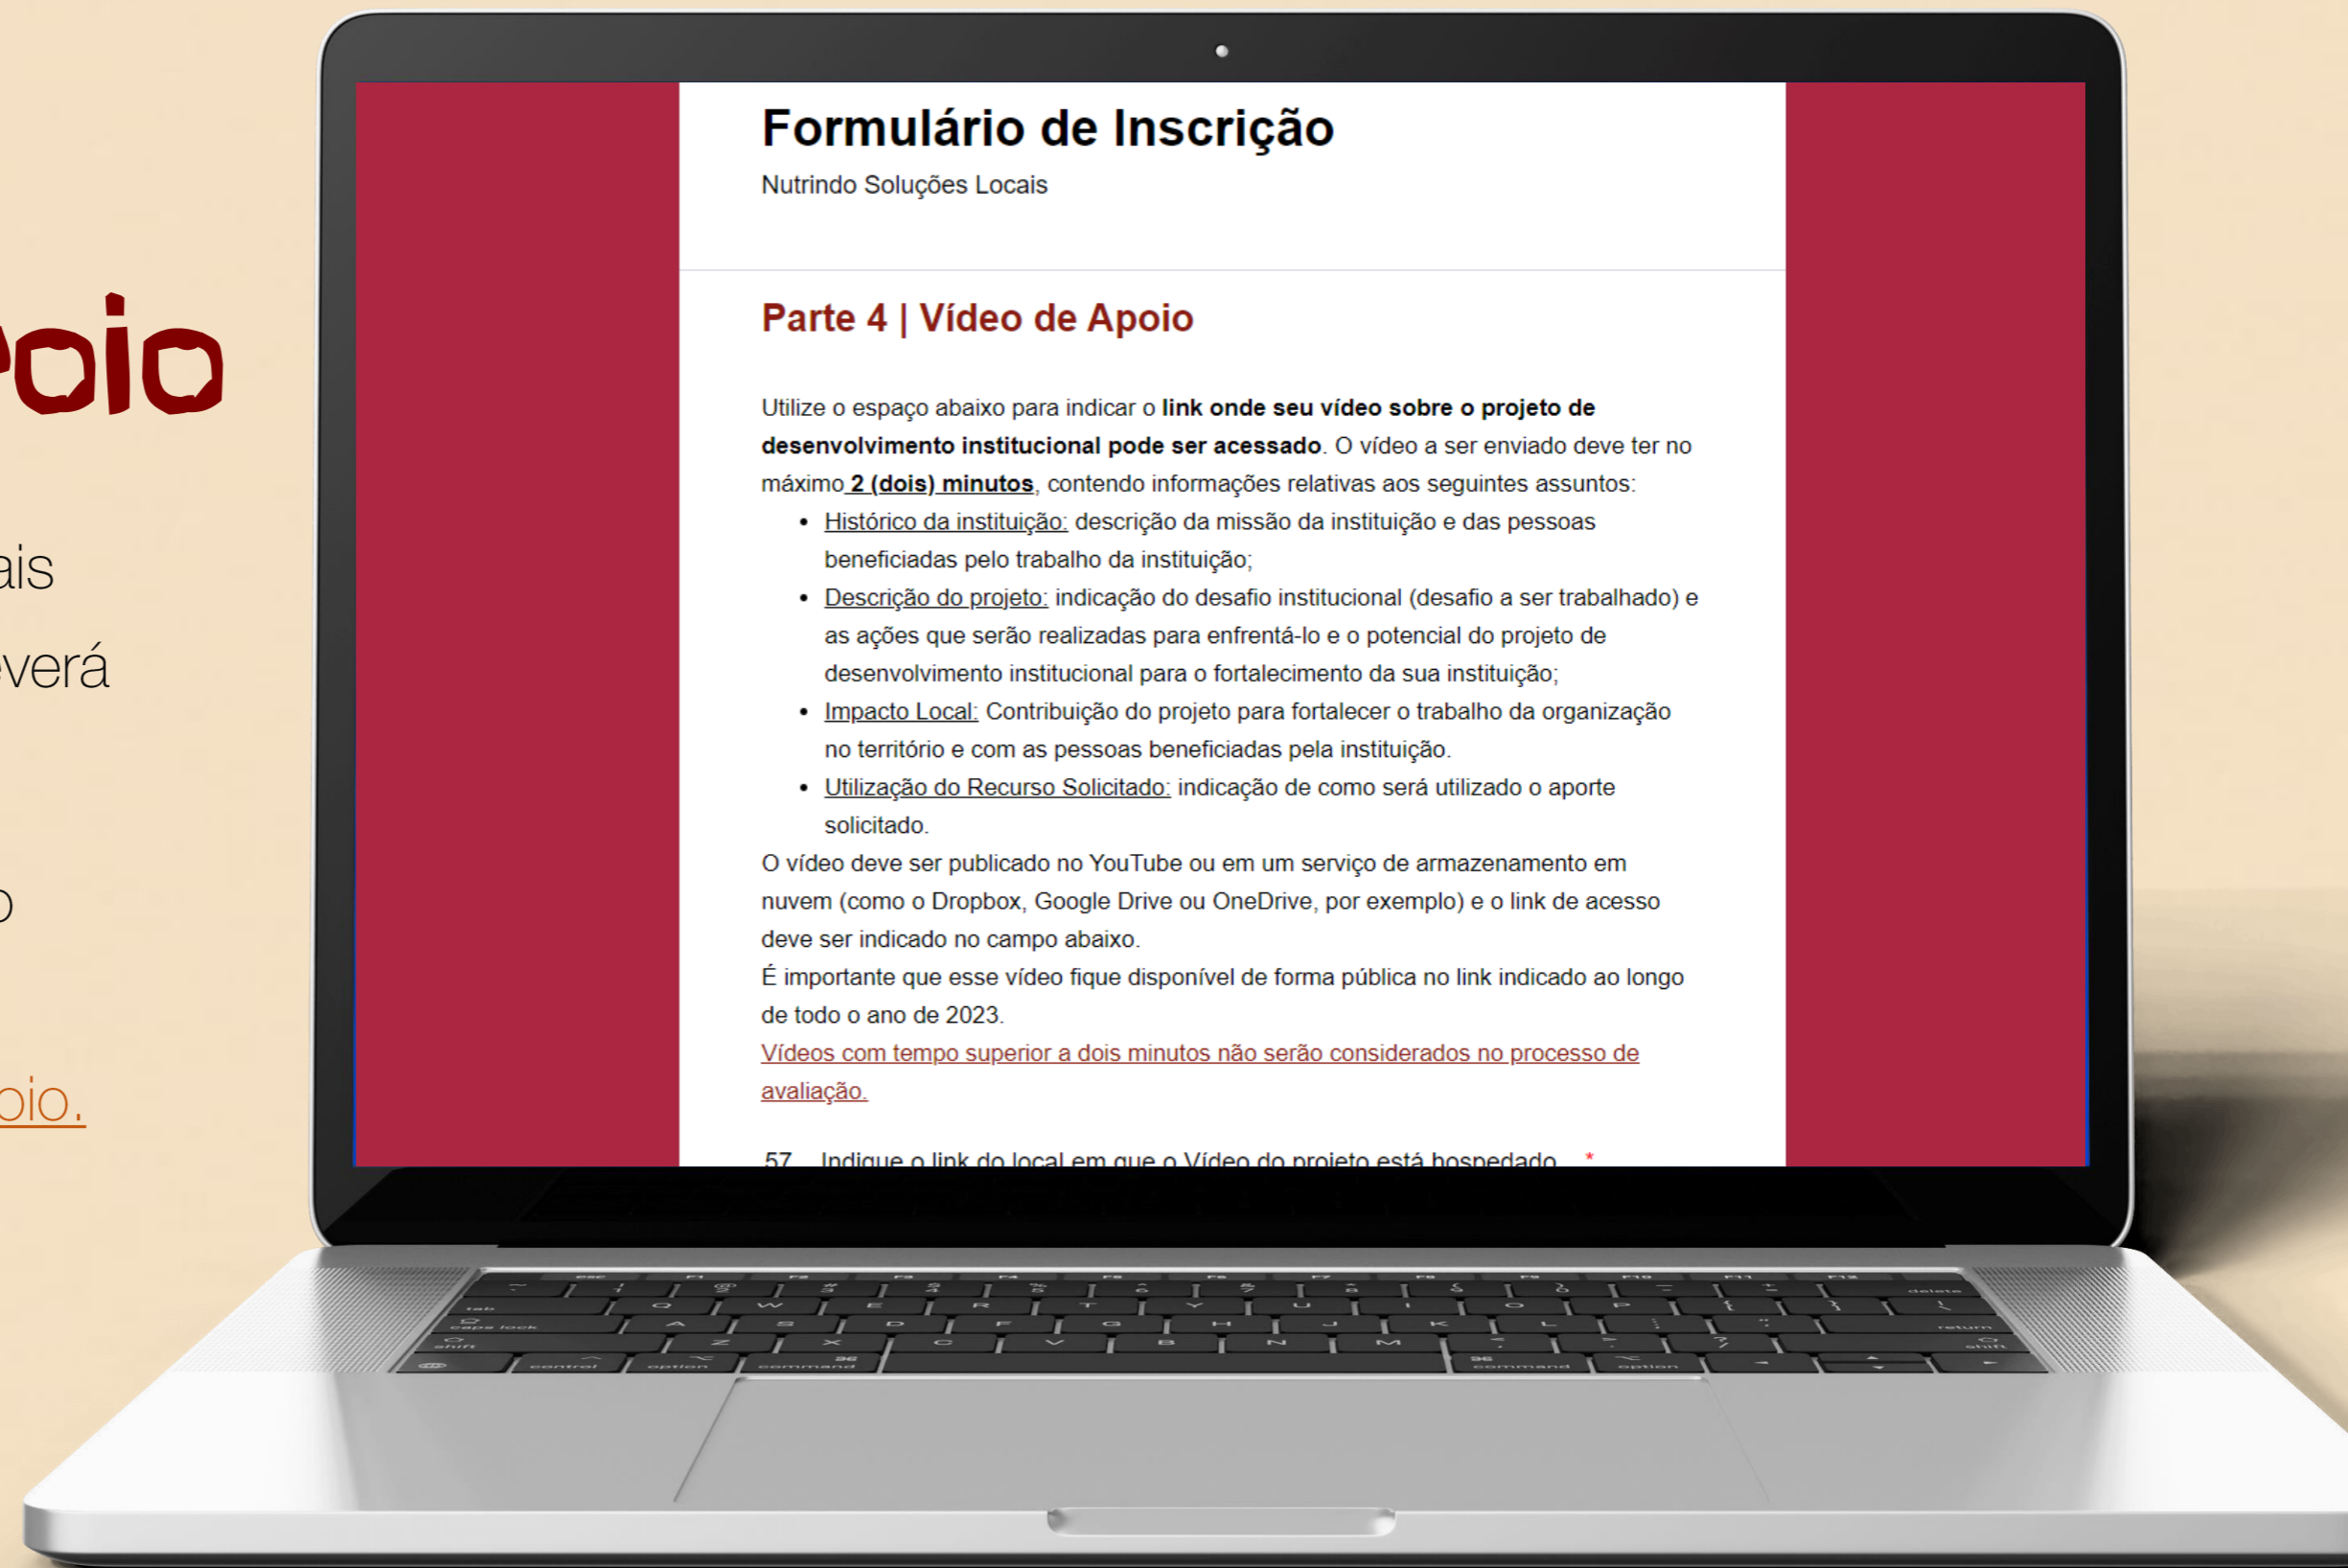 oio
ais
everá
o
oio.
Formulário de Inscrição
Nutrindo Soluções Locais
Parte 4 | Vídeo de Apoio
Utilize o espaço abaixo para indicar o link onde seu vídeo sobre o projeto de
desenvolvimento institucional pode ser acessado. O vídeo a ser enviado deve ter no
máximo 2 (dois) minutos, contendo informações relativas aos seguintes assuntos:
• Histórico da instituição: descrição da missão da instituição e das pessoas
beneficiadas pelo trabalho da instituição;
• Descrição do projeto: indicação do desafio institucional (desafio a ser trabalhado) e
as ações que serão realizadas para enfrentá-lo e o potencial do projeto de
desenvolvimento institucional para o fortalecimento da sua instituição;
• Impacto Local: Contribuição do projeto para fortalecer o trabalho da organização
no território e com as pessoas beneficiadas pela instituição.
• Utilização do Recurso Solicitado: indicação de como será utilizado o aporte
solicitado.
O vídeo deve ser publicado no YouTube ou em um serviço de armazenamento em
nuvem (como o Dropbox, Google Drive ou OneDrive, por exemplo) e o link de acesso
deve ser indicado no campo abaixo.
É importante que esse vídeo fique disponível de forma pública no link indicado ao longo
de todo o ano de 2023.
Vídeos com tempo superior a dois minutos não serão considerados no processo de
avaliação.
57 Indique o link do local em que o Vídeo do projeto está hospedado *